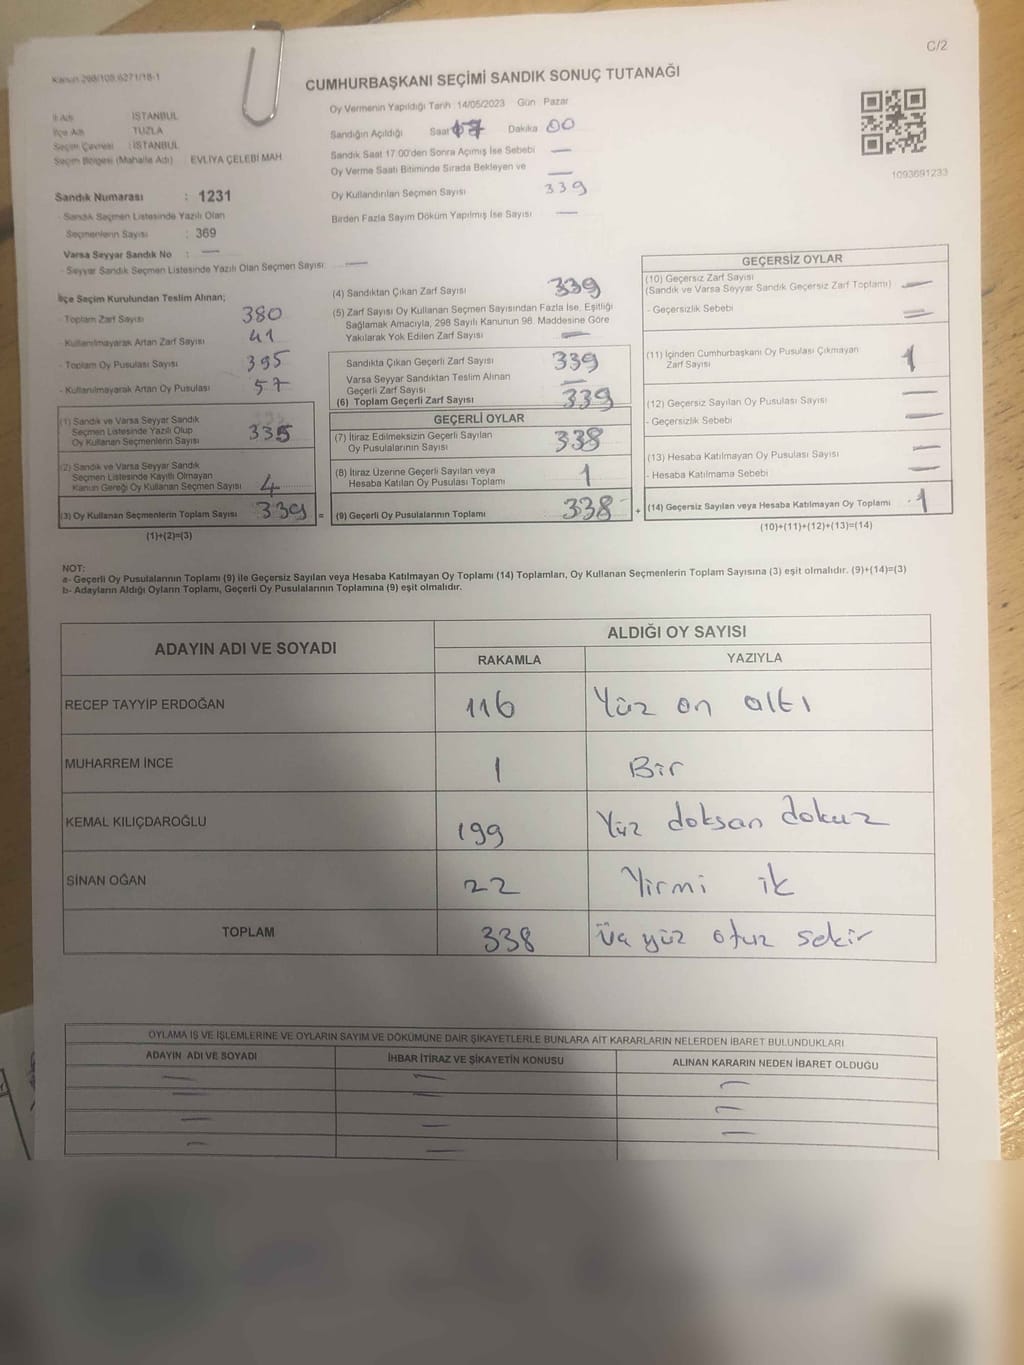 C/2
Kanun 298/105,6271/18-1
CUMHURBAŞKANI SEÇİMİ SANDIK SONUÇ TUTANAĞI
İl Adı : İSTANBUL
İlçe Adı : TUZLA
Seçim Çevresi : İSTANBUL
Seçim Bölgesi (Mahalle Adı) : EVLİYA ÇELEBİ MAH
Sandık Numarası : 1231
- Sandık Seçmen Listesinde Yazılı Olan
Seçmenlerin Sayısı : 369
Varsa Seyyar Sandık No : —
- Seyyar Sandık Seçmen Listesinde Yazılı Olan Seçmen Sayısı: —
Oy Vermenin Yapıldığı Tarih :14/05/2023 Gün Pazar
Sandığın Açıldığı Saat 17 Dakika 00
Sandık Saat 17:00'den Sonra Açımış İse Sebebi —
Oy Verme Saati Bitiminde Sırada Bekleyen ve —
Oy Kullandırılan Seçmen Sayısı 339
Birden Fazla Sayım Döküm Yapılmış İse Sayısı —
1093691233
İlçe Seçim Kurulundan Teslim Alınan;
- Toplam Zarf Sayısı 380
- Kullanılmayarak Artan Zarf Sayısı 41
- Toplam Oy Pusulası Sayısı 395
- Kullanılmayarak Artan Oy Pusulası 57
(1) Sandık ve Varsa Seyyar Sandık
Seçmen Listesinde Yazılı Olup
Oy Kullanan Seçmenlerin Sayısı 335
(2) Sandık ve Varsa Seyyar Sandık
Seçmen Listesinde Kayıtlı Olmayan
Kanun Gereği Oy Kullanan Seçmen Sayısı 4
(3) Oy Kullanan Seçmenlerin Toplam Sayısı 339 =
(1)+(2)=(3)
(4) Sandıktan Çıkan Zarf Sayısı 339
(5) Zarf Sayısı Oy Kullanan Seçmen Sayısından Fazla İse, Eşitliği
Sağlamak Amacıyla, 298 Sayılı Kanunun 98. Maddesine Göre
Yakılarak Yok Edilen Zarf Sayısı —
Sandıkta Çıkan Geçerli Zarf Sayısı 339
Varsa Seyyar Sandıktan Teslim Alınan
Geçerli Zarf Sayısı —
(6) Toplam Geçerli Zarf Sayısı 339
GEÇERLİ OYLAR
(7) İtiraz Edilmeksizin Geçerli Sayılan
Oy Pusulalarının Sayısı 338
(8) İtiraz Üzerine Geçerli Sayılan veya
Hesaba Katılan Oy Pusulası Toplamı 1
(9) Geçerli Oy Pusulalarının Toplamı 338 +
GEÇERSİZ OYLAR
(10) Geçersiz Zarf Sayısı
(Sandık ve Varsa Seyyar Sandık Geçersiz Zarf Toplamı) —
- Geçersizlik Sebebi —
(11) İçinden Cumhurbaşkanı Oy Pusulası Çıkmayan
Zarf Sayısı 1
(12) Geçersiz Sayılan Oy Pusulası Sayısı —
- Geçersizlik Sebebi —
(13) Hesaba Katılmayan Oy Pusulası Sayısı —
- Hesaba Katılmama Sebebi —
(14) Geçersiz Sayılan veya Hesaba Katılmayan Oy Toplamı 1
(10)+(11)+(12)+(13)=(14)
NOT:
a- Geçerli Oy Pusulalarının Toplamı (9) ile Geçersiz Sayılan veya Hesaba Katılmayan Oy Toplamı (14) Toplamları, Oy Kullanan Seçmenlerin Toplam Sayısına (3) eşit olmalıdır. (9)+(14)=(3)
b- Adayların Aldığı Oyların Toplamı, Geçerli Oy Pusulalarının Toplamına (9) eşit olmalıdır.
ADAYIN ADI VE SOYADI ALDIĞI OY SAYISI
RAKAMLA YAZIYLA
RECEP TAYYİP ERDOĞAN 116 Yüz on altı
MUHARREM İNCE 1 Bir
KEMAL KILIÇDAROĞLU 199 Yüz doksan dokuz
SİNAN OĞAN 22 Yirmi ik
TOPLAM 338 üç yüz otuz sekiz
OYLAMA İŞ VE İŞLEMLERİNE VE OYLARIN SAYIM VE DÖKÜMÜNE DAİR ŞİKAYETLERLE BUNLARA AİT KARARLARIN NELERDEN İBARET BULUNDUKLARI
ADAYIN ADI VE SOYADI İHBAR İTİRAZ VE ŞİKAYETİN KONUSU ALINAN KARARIN NEDEN İBARET OLDUĞU